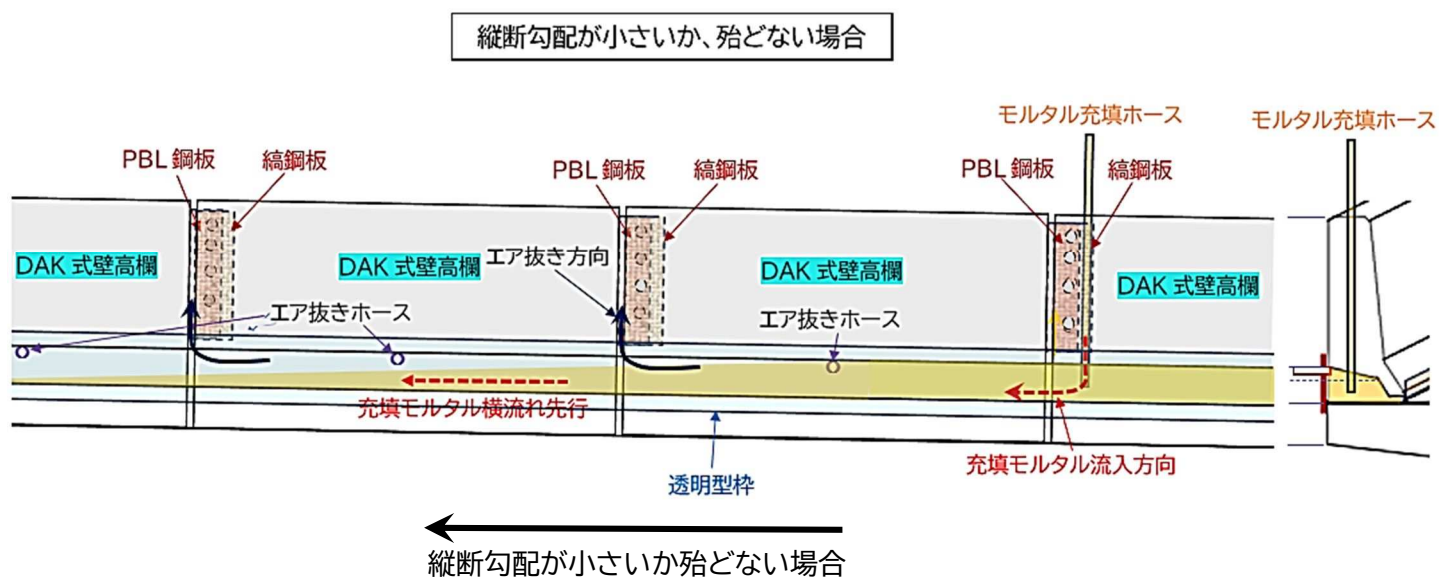 縦断勾配が小さいか、殆どない場合
モルタル充填ホース
モルタル充填ホース
PBL 鋼板
縞鋼板
PBL 鋼板
縞鋼板
PBL 鋼板
縞鋼板
DAK 式壁高欄
DAK 式壁高欄
エア抜き方向
DAK 式壁高欄
DAK 式壁高欄
エア抜きホース
エア抜きホース
充填モルタル横流れ先行
充填モルタル流入方向
透明型枠
縦断勾配が小さいか殆どない場合